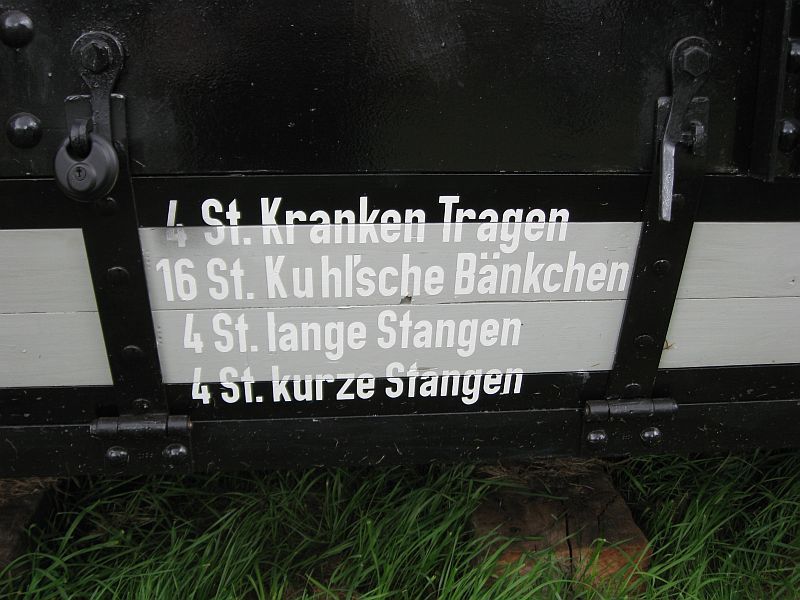 4 St. Kranken Tragen
16 St. Kuhl'sche Bänkchen
4 St. lange Stangen
4 St. kurze Stangen